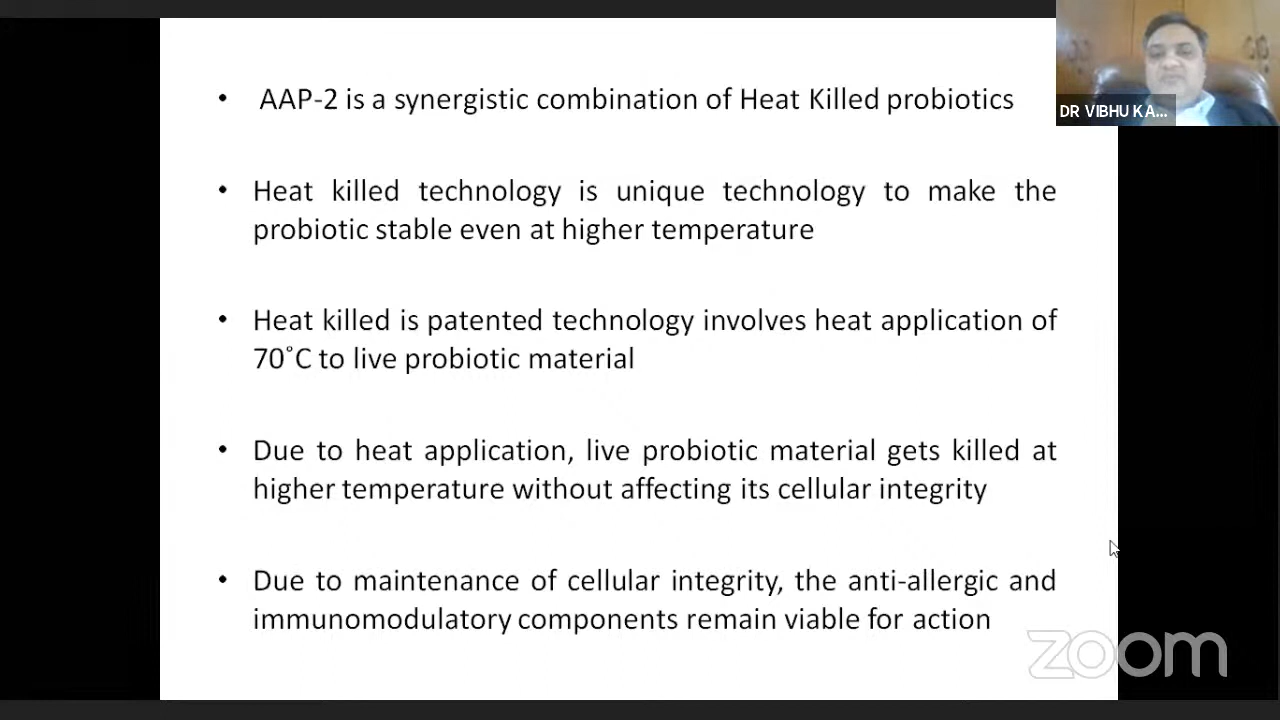 • AAP-2 is a synergistic combination of Heat Killed probiotics
• Heat killed technology is unique technology to make the
probiotic stable even at higher temperature
• Heat killed is patented technology involves heat application of
70˚C to live probiotic material
• Due to heat application, live probiotic material gets killed at
higher temperature without affecting its cellular integrity
• Due to maintenance of cellular integrity, the anti-allergic and
immunomodulatory components remain viable for action
DR VIBHU KA...
zoom